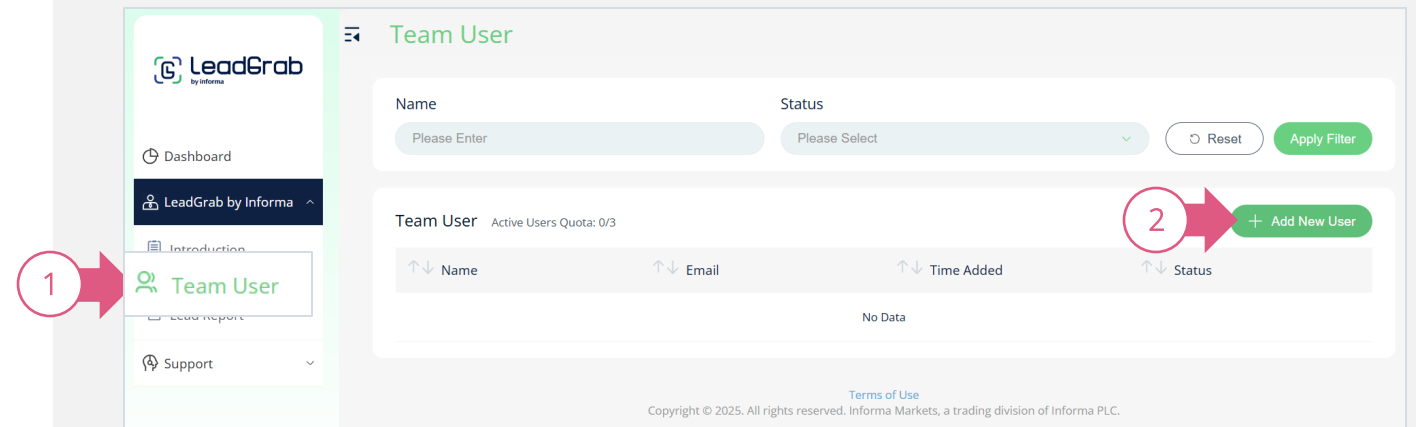 LeadGrab
by informa
Dashboard
LeadGrab by Informa
Introduction
1
Team User
Lead Report
Support
Team User
Name
Status
Please Enter
Please Select
Reset
Apply Filter
Team User Active Users Quota: 0/3
2
Add New User
Name Email Time Added Status
No Data
Terms of Use
Copyright © 2025. All rights reserved. Informa Markets, a trading division of Informa PLC.